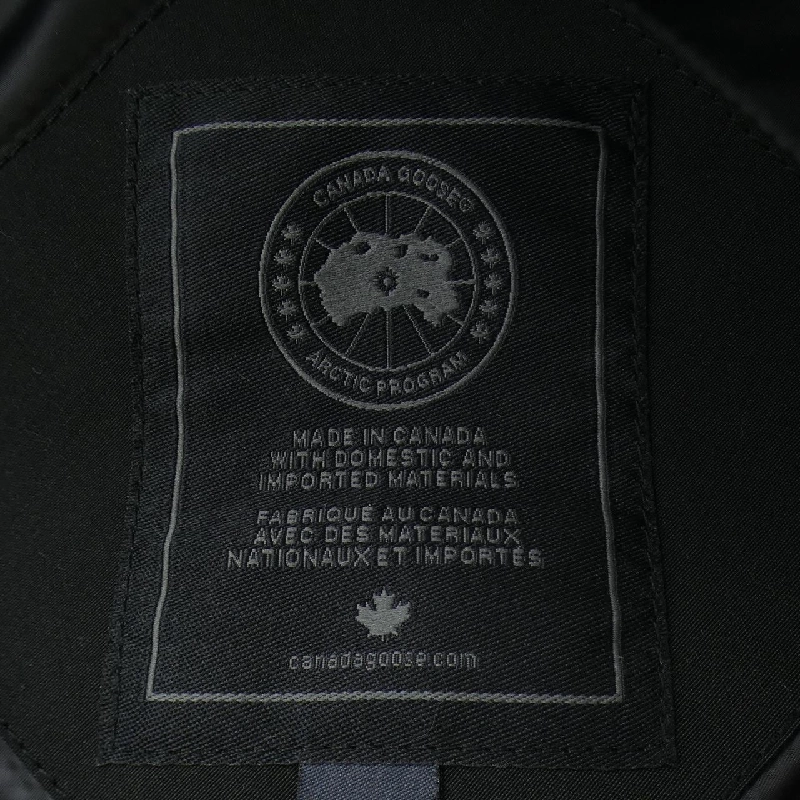 CANADA GOOSE®
ARCTIC PROGRAM
MADE IN CANADA
WITH DOMESTIC AND
IMPORTED MATERIALS
FABRIQUÉ AU CANADA
AVEC DES MATERIAUX
NATIONAUX ET IMPORTÉS
canadagoose.com